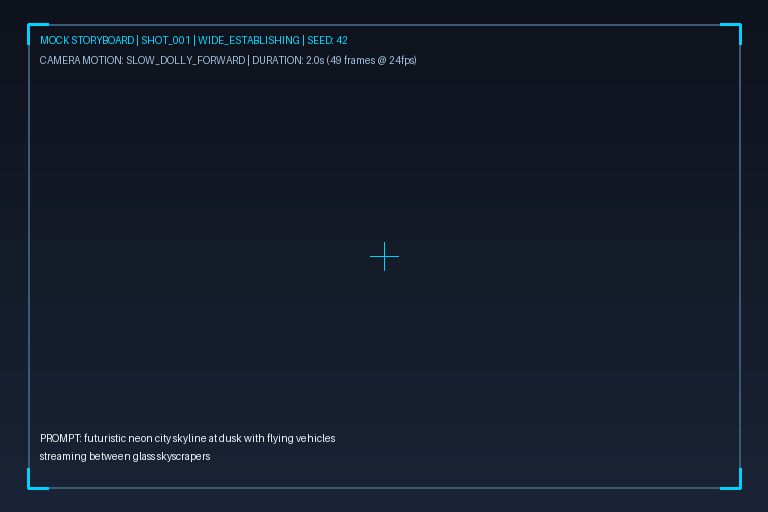 MOCK STORYBOARD | SHOT_001 | WIDE_ESTABLISHING | SEED: 42
CAMERA MOTION: SLOW_DOLLY_FORWARD | DURATION: 2.0s (49 frames @ 24fps)
PROMPT: futuristic neon city skyline at dusk with flying vehicles
streaming between glass skyscrapers